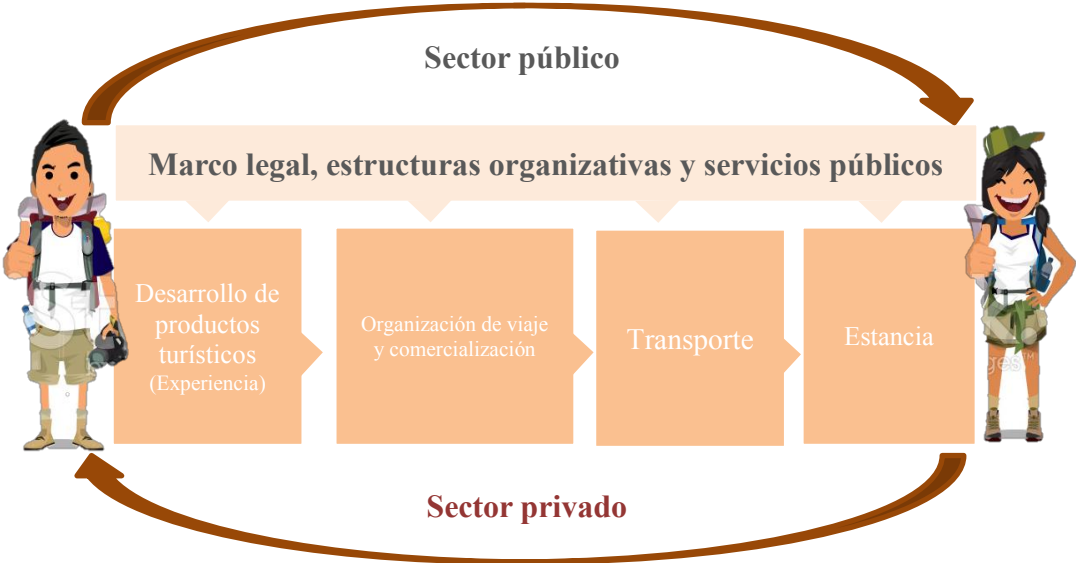 Sector público
Marco legal, estructuras organizativas y servicios públicos
Desarrollo de
productos
turísticos
(Experiencia)
Organización de viaje
y comercialización
Transporte
Estancia
Sector privado